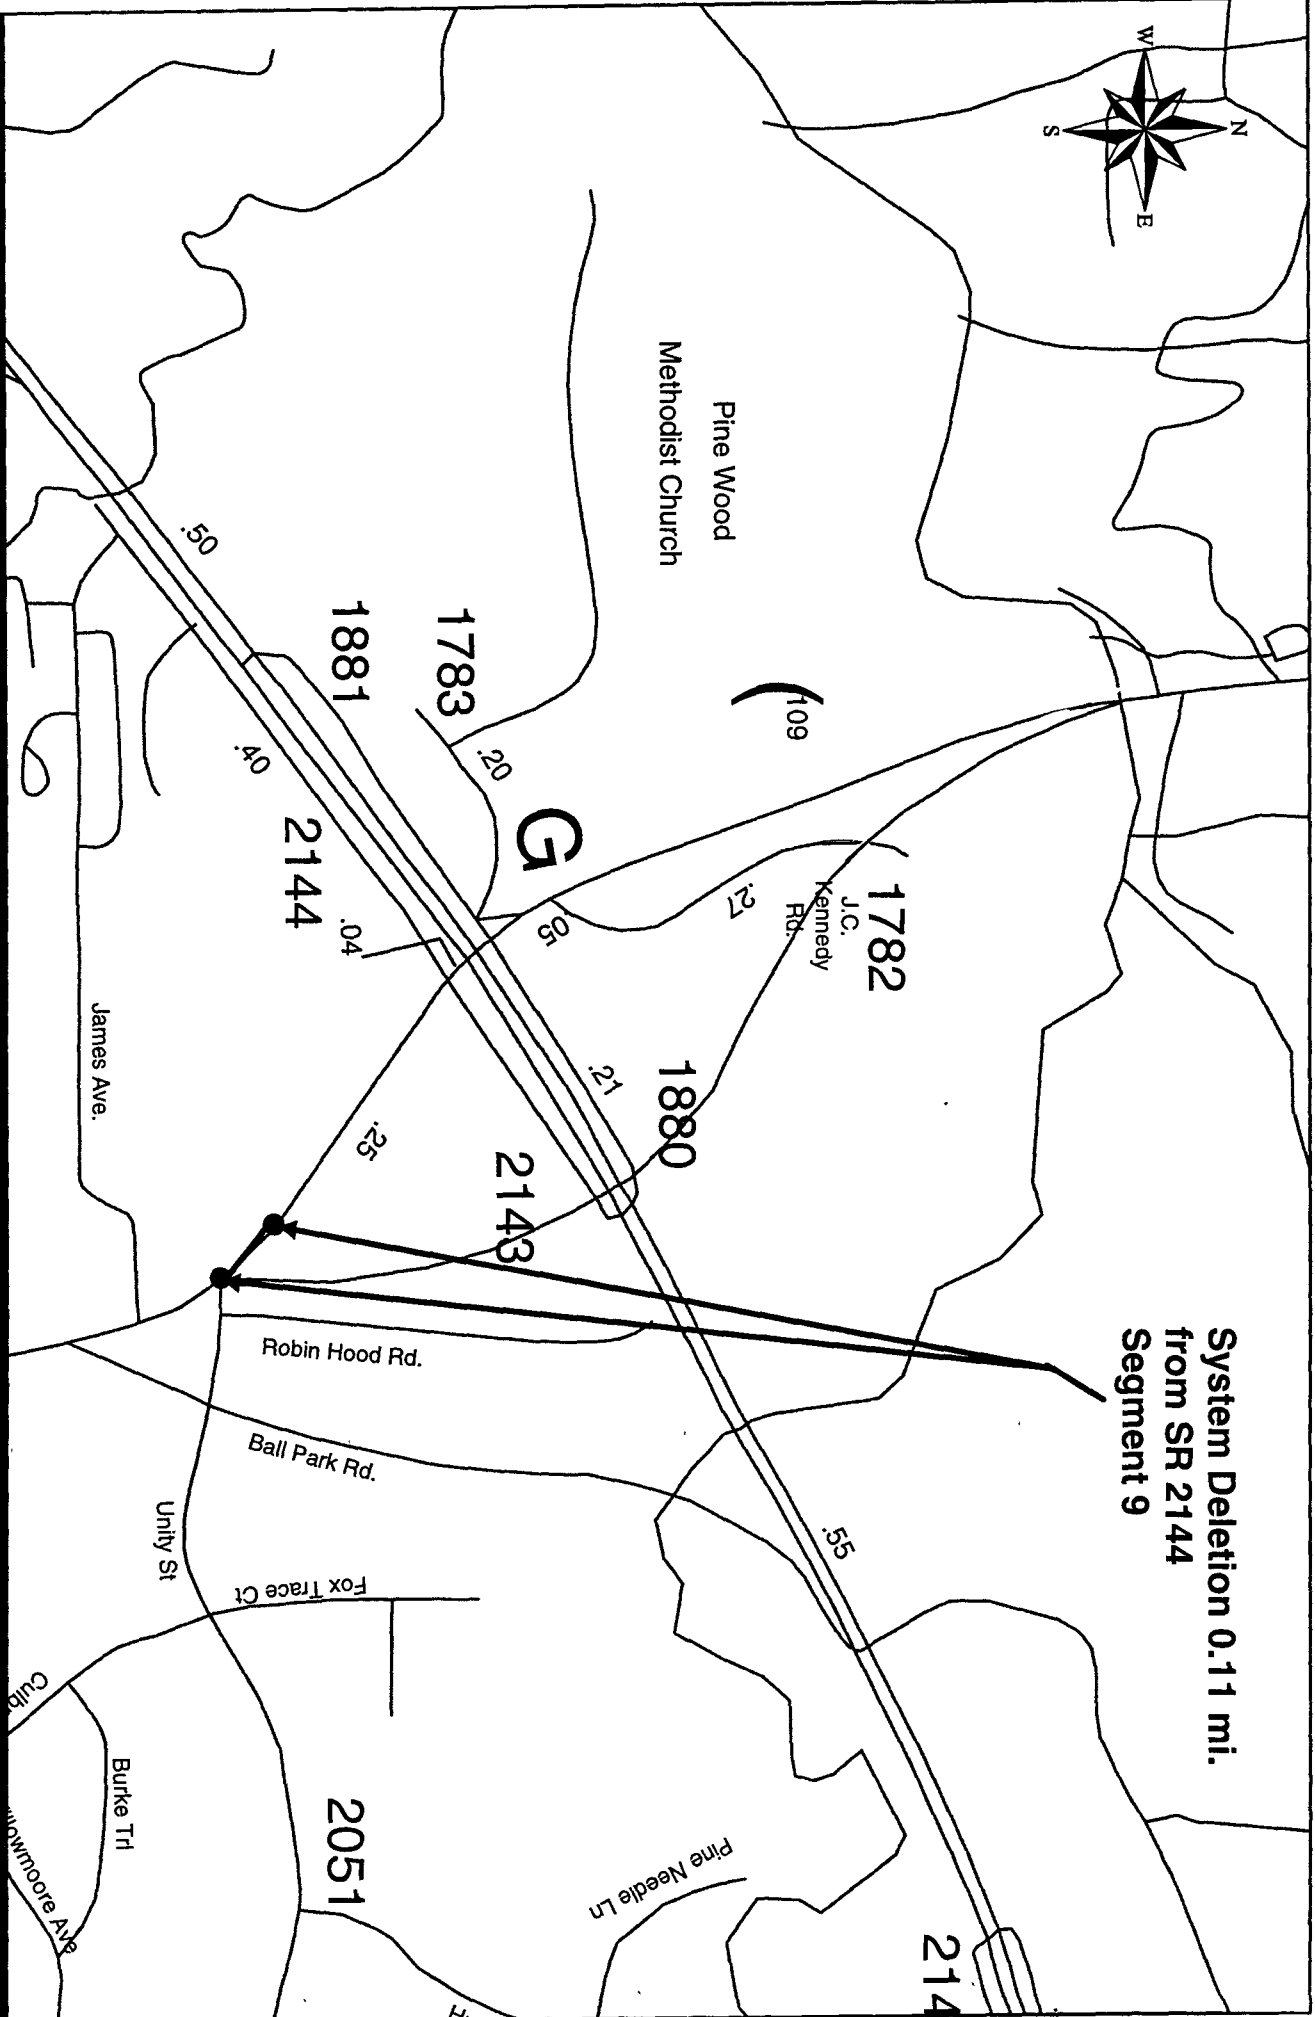 W
N
S
E
Pine Wood
Methodist Church
109
.50
1881
1783
.20
G
.40
2144
.04
.05
.27
1782
J.C.
Kennedy
Rd.
.21
1880
2143
.25
James Ave.
System Deletion 0.11 mi.
from SR 2144
Segment 9
Robin Hood Rd.
Ball Park Rd.
Unity St
Fox Trace Ct
.55
Burke Trl
2051
Pine Needle Ln
214